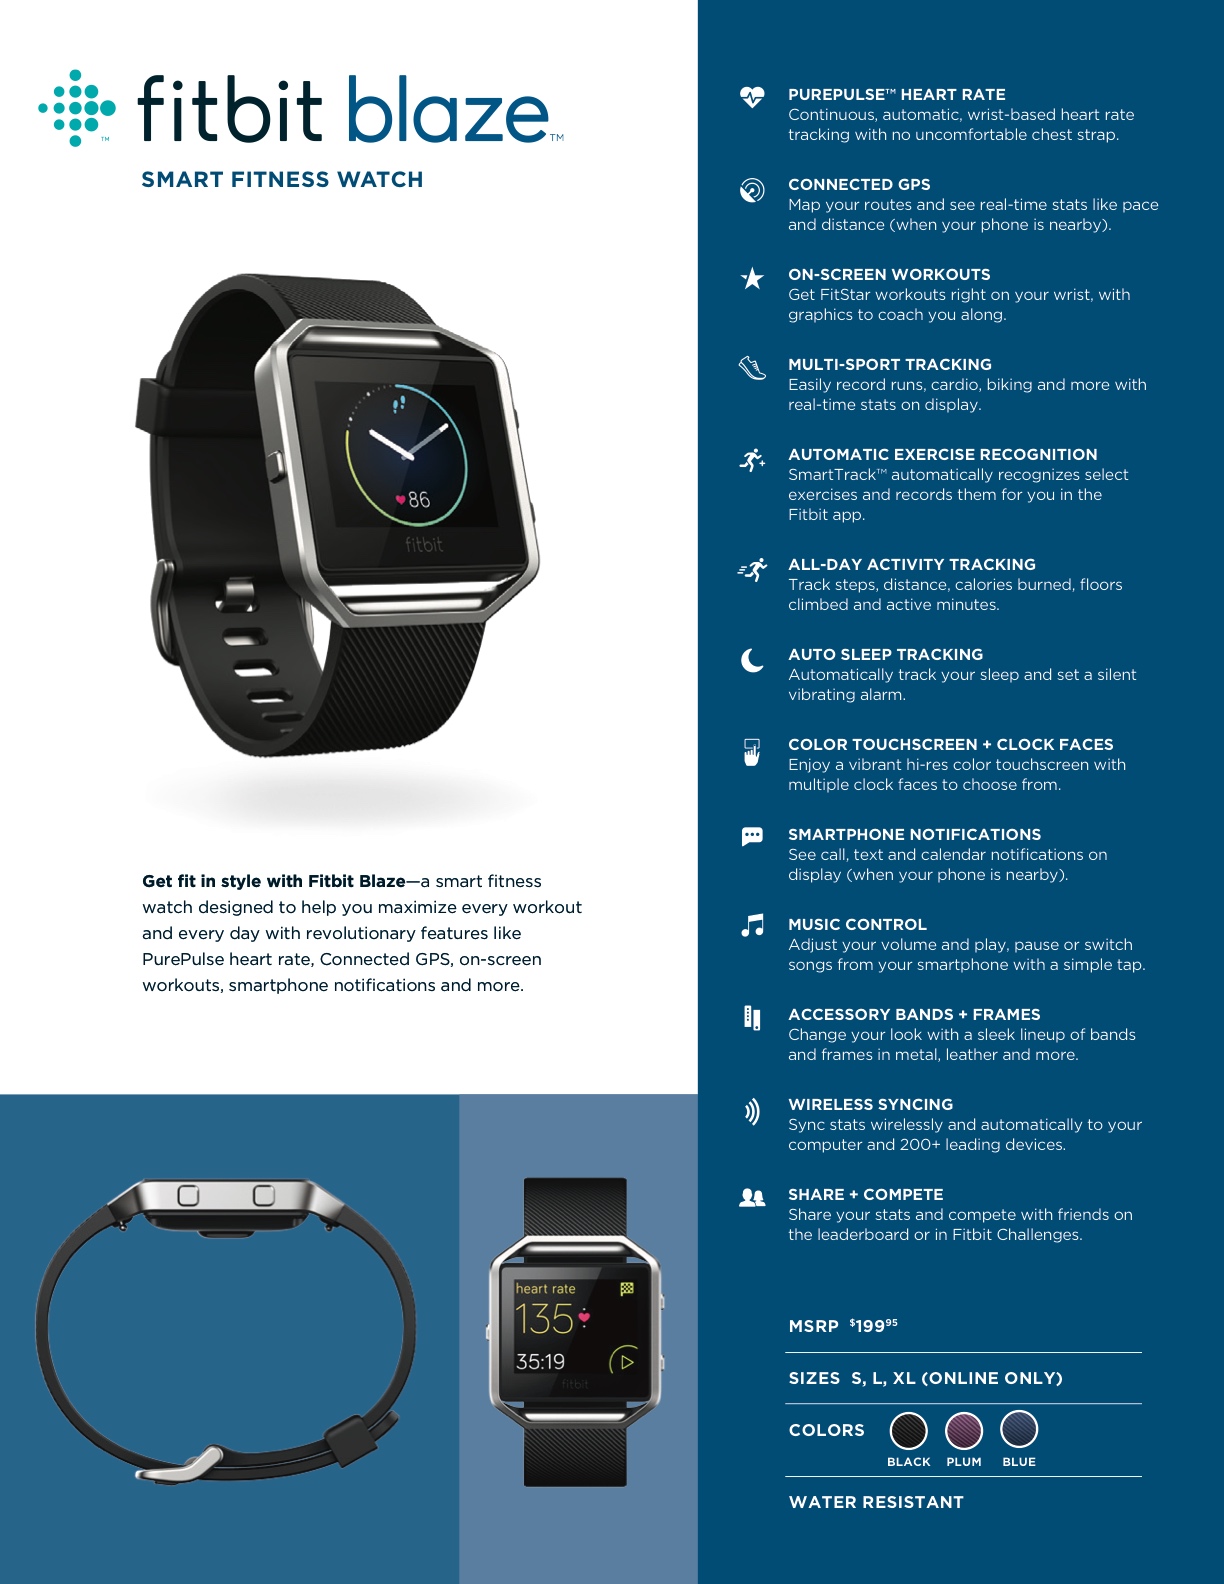 fitbit blaze™
SMART FITNESS WATCH
86
fitbit
Get fit in style with Fitbit Blaze—a smart fitness
watch designed to help you maximize every workout
and every day with revolutionary features like
PurePulse heart rate, Connected GPS, on-screen
workouts, smartphone notifications and more.
heart rate
135
35:19
fitbit
PUREPULSE™ HEART RATE
Continuous, automatic, wrist-based heart rate
tracking with no uncomfortable chest strap.
CONNECTED GPS
Map your routes and see real-time stats like pace
and distance (when your phone is nearby).
ON-SCREEN WORKOUTS
Get FitStar workouts right on your wrist, with
graphics to coach you along.
MULTI-SPORT TRACKING
Easily record runs, cardio, biking and more with
real-time stats on display.
AUTOMATIC EXERCISE RECOGNITION
SmartTrack™ automatically recognizes select
exercises and records them for you in the
Fitbit app.
ALL-DAY ACTIVITY TRACKING
Track steps, distance, calories burned, floors
climbed and active minutes.
AUTO SLEEP TRACKING
Automatically track your sleep and set a silent
vibrating alarm.
COLOR TOUCHSCREEN + CLOCK FACES
Enjoy a vibrant hi-res color touchscreen with
multiple clock faces to choose from.
SMARTPHONE NOTIFICATIONS
See call, text and calendar notifications on
display (when your phone is nearby).
MUSIC CONTROL
Adjust your volume and play, pause or switch
songs from your smartphone with a simple tap.
ACCESSORY BANDS + FRAMES
Change your look with a sleek lineup of bands
and frames in metal, leather and more.
WIRELESS SYNCING
Sync stats wirelessly and automatically to your
computer and 200+ leading devices.
SHARE + COMPETE
Share your stats and compete with friends on
the leaderboard or in Fitbit Challenges.
MSRP $199⁹⁵
SIZES S, L, XL (ONLINE ONLY)
COLORS
BLACK PLUM BLUE
WATER RESISTANT